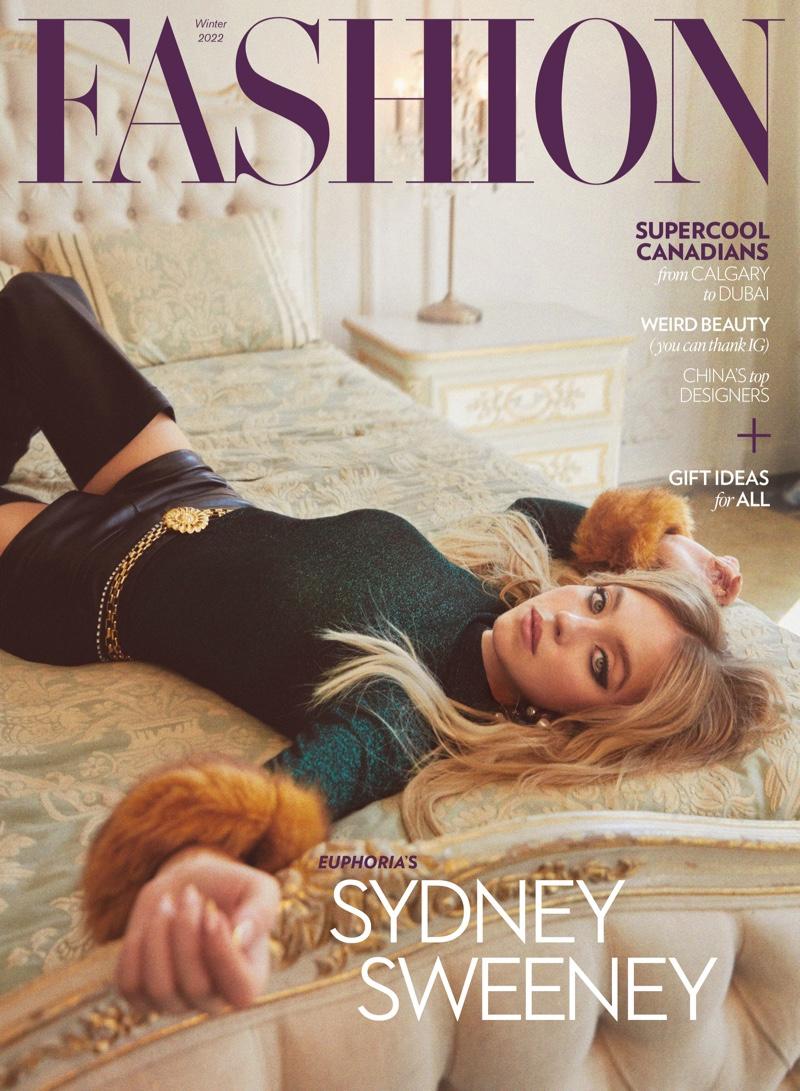 FASHION
Winter
2022
SUPERCOOL
CANADIANS
from CALGARY
to DUBAI
WEIRD BEAUTY
(you can thank IG)
CHINA'S top
DESIGNERS
+
GIFT IDEAS
for ALL
EUPHORIA'S
SYDNEY
SWEENEY